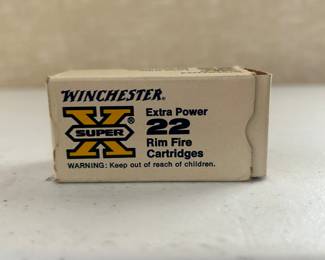 WINCHESTER®
X® Extra Power
SUPER 22
Rim Fire
Cartridges
WARNING: Keep out of reach of children.